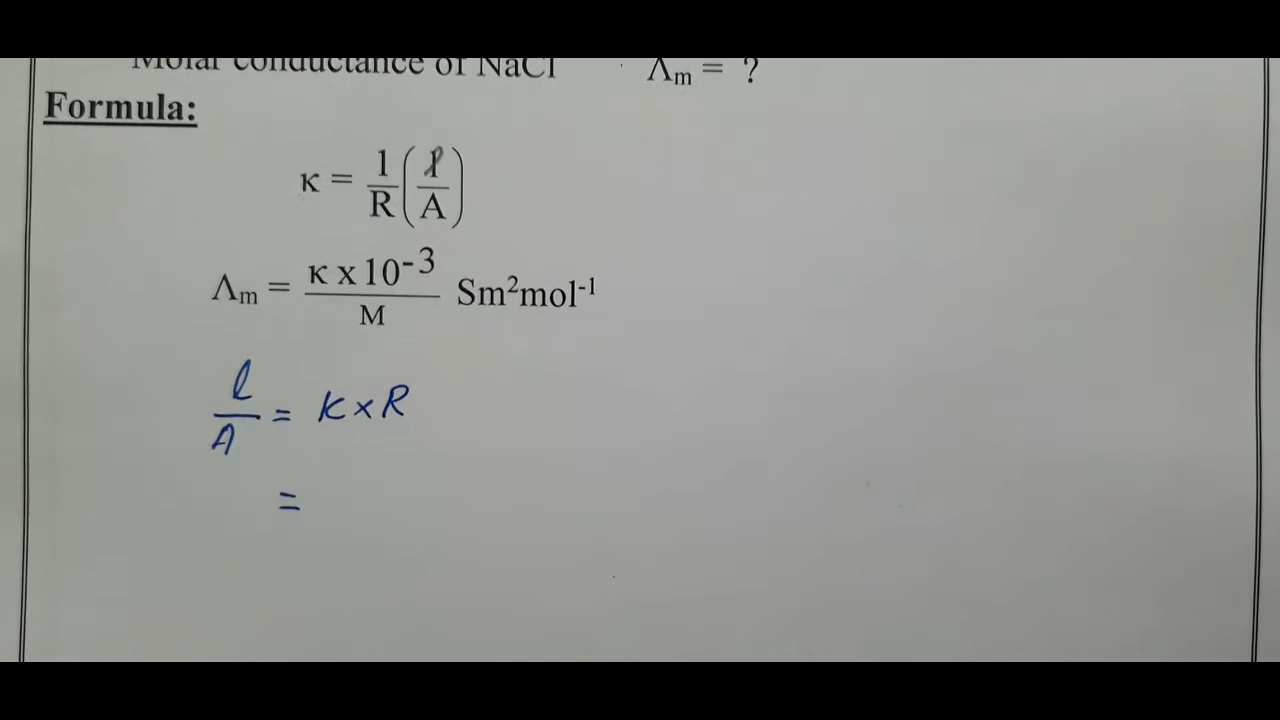 Molar conductance of NaCl Λm = ?
Formula:
κ = 1/R (l/A)
Λm = κ x 10-3 / M Sm2mol-1
l/A = K × R
=